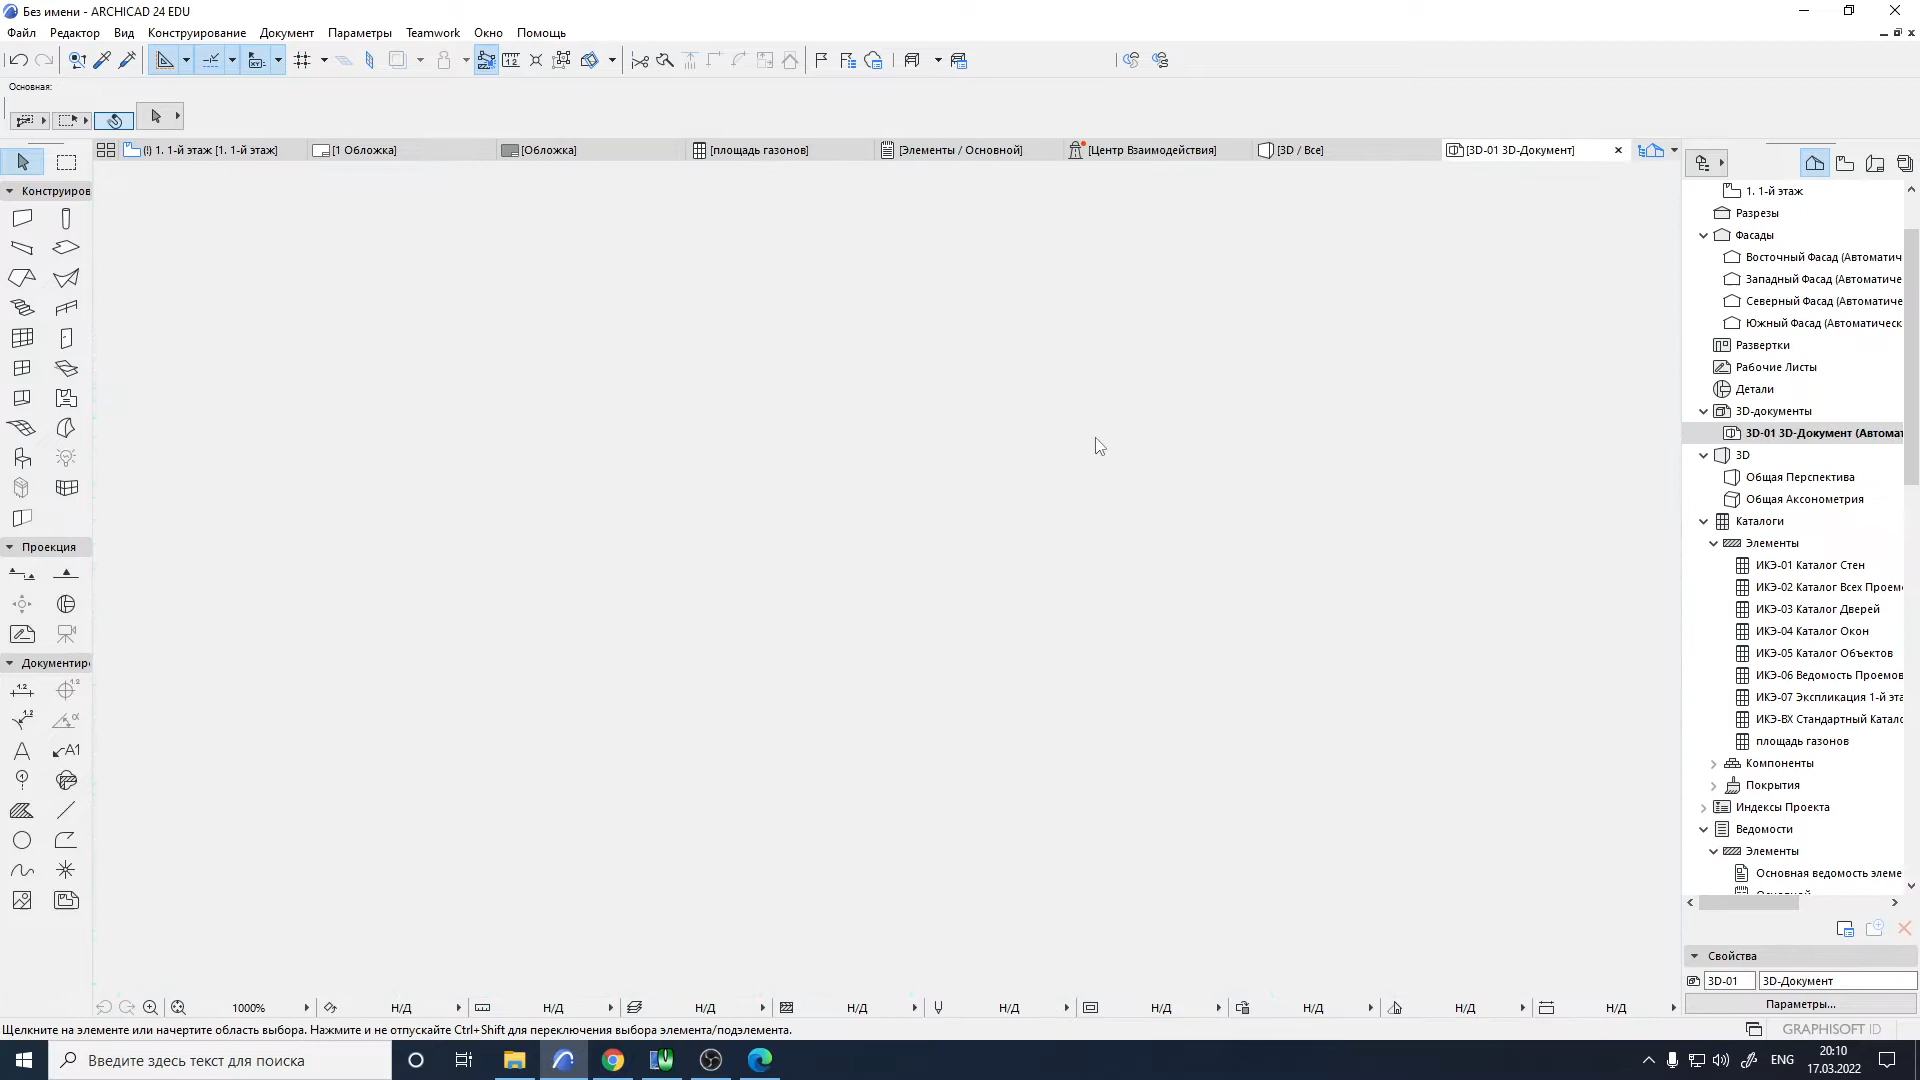 Без имени - ARCHICAD 24 EDU
Файл Редактор Вид Конструирование Документ Параметры Teamwork Окно Помощь
Основная:
(!) 1. 1-й этаж [1. 1-й этаж]
[1 Обложка]
[Обложка]
[площадь газонов]
[Элементы / Основной]
[Центр Взаимодействия]
[3D / Все]
[3D-01 3D-Документ]
Конструиров
Проекция
Документир
1. 1-й этаж
Разрезы
Фасады
Восточный Фасад (Автоматич
Западный Фасад (Автоматиче
Северный Фасад (Автоматиче
Южный Фасад (Автоматическ
Развертки
Рабочие Листы
Детали
3D-документы
3D-01 3D-Документ (Автомат
3D
Общая Перспектива
Общая Аксонометрия
Каталоги
Элементы
ИКЭ-01 Каталог Стен
ИКЭ-02 Каталог Всех Проем
ИКЭ-03 Каталог Дверей
ИКЭ-04 Каталог Окон
ИКЭ-05 Каталог Объектов
ИКЭ-06 Ведомость Проемов
ИКЭ-07 Экспликация 1-й эта
ИКЭ-ВХ Стандартный Катало
площадь газонов
Компоненты
Покрытия
Индексы Проекта
Ведомости
Элементы
Основная ведомость элеме
Свойства
3D-01 3D-Документ
Параметры...
1000% Н/Д Н/Д Н/Д Н/Д Н/Д Н/Д Н/Д Н/Д Н/Д
Щелкните на элементе или начертите область выбора. Нажмите и не отпускайте Ctrl+Shift для переключения выбора элемента/подэлемента.
GRAPHISOFT ID
Введите здесь текст для поиска
ENG
20:10
17.03.2022